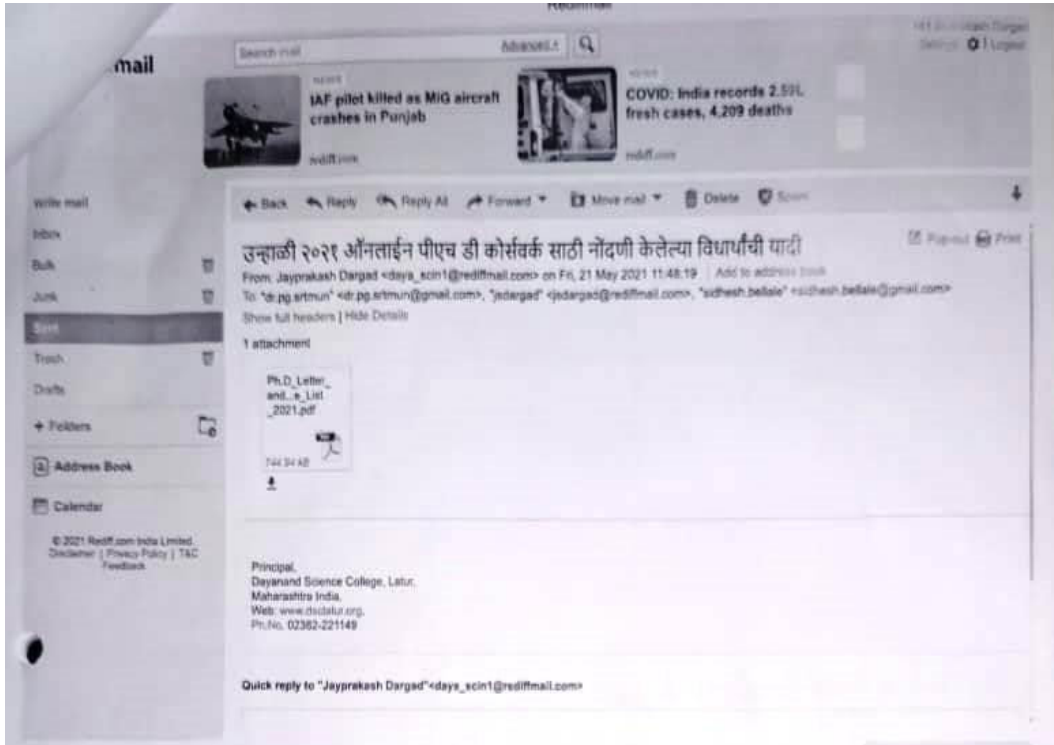 Rediffmail
mail
Search mail
Advanced
Logout
NEWS
IAF pilot killed as MiG aircraft
crashes in Punjab
rediff.com
NEWS
COVID: India records 2.59L
fresh cases, 4,209 deaths
rediff.com
Write mail
Inbox
Bulk
Junk
Sent
Trash
Drafts
+ Folders
Address Book
Calendar
© 2021 Rediff.com India Limited.
Disclaimer | Privacy Policy | T&C
Feedback
Back Reply Reply All Forward Move mail Delete Spam
उन्हाळी २०२१ ऑनलाईन पीएच डी कोर्सवर्क साठी नोंदणी केलेल्या विधार्थांची यादी
Pop-out Print
From: Jayprakash Dargad <daya_scin1@rediffmail.com> on Fri, 21 May 2021 11:48:19 | Add to address book
To: "dr.pg.srtmun" <dr.pg.srtmun@gmail.com>, "jsdargad" <jsdargad@rediffmail.com>, "sidhesh.bellale" <sidhesh.bellale@gmail.com>
Show full headers | Hide Details
1 attachment
Ph.D_Letter_
and...e_List
_2021.pdf
Principal,
Dayanand Science College, Latur,
Maharashtra India,
Web: www.dsclatur.org,
Ph.No. 02382-221149
Quick reply to "Jayprakash Dargad"<daya_scin1@rediffmail.com>